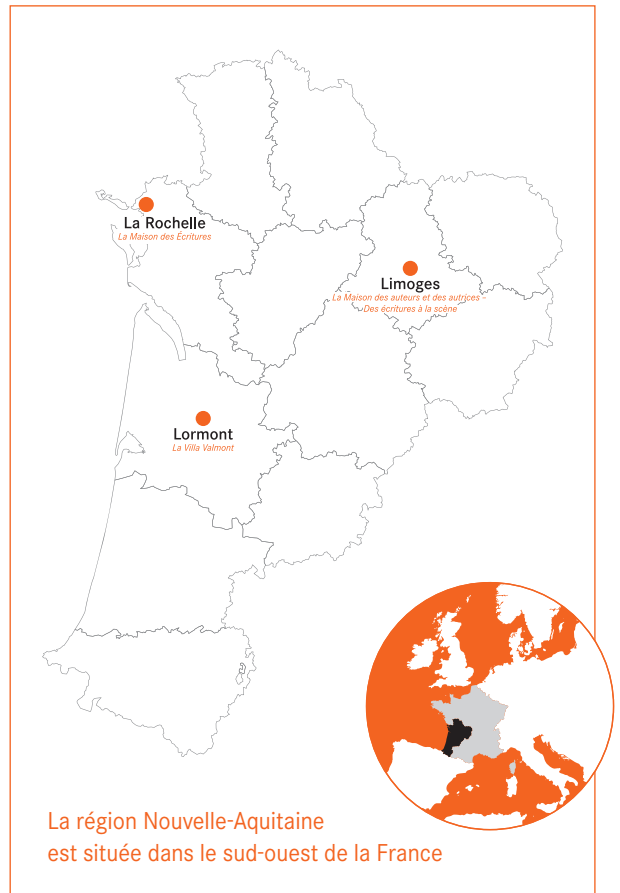 La Rochelle
La Maison des Écritures
Limoges
La Maison des auteurs et des autrices -
Des écritures à la scène
Lormont
La Villa Valmont
La région Nouvelle-Aquitaine
est située dans le sud-ouest de la France